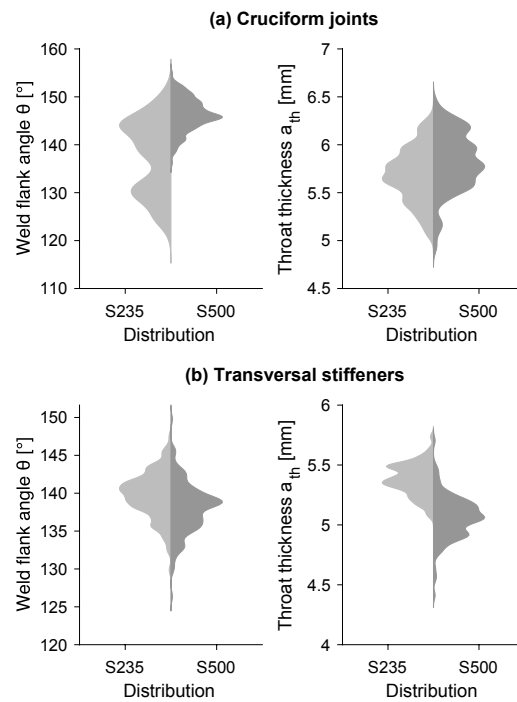 (a) Cruciform joints
160
150
140
130
120
110
Weld flank angle θ [°]
S235 S500
Distribution
7
6.5
6
5.5
5
4.5
Throat thickness a_th [mm]
S235 S500
Distribution
(b) Transversal stiffeners
150
145
140
135
130
125
120
Weld flank angle θ [°]
S235 S500
Distribution
6
5.5
5
4.5
4
Throat thickness a_th [mm]
S235 S500
Distribution